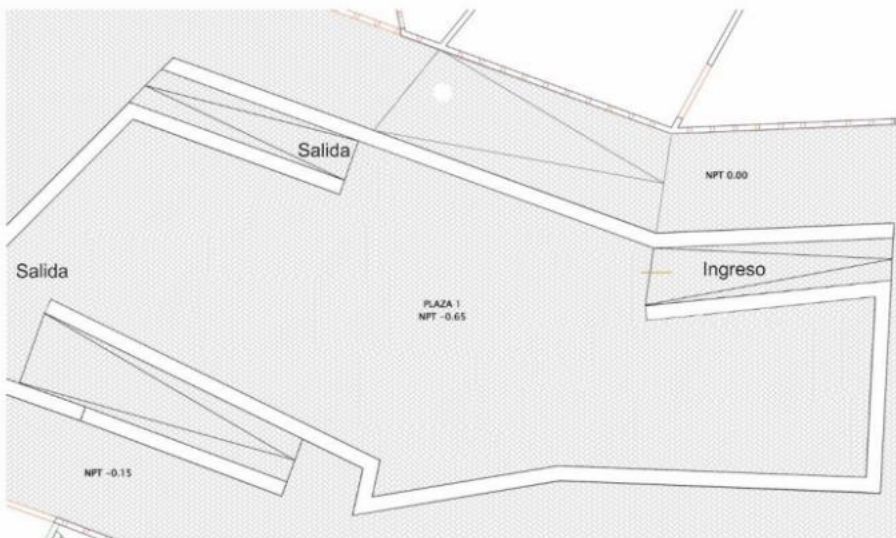 Salida
NPT 0.00
Salida
Ingreso
PLAZA 1
NPT -0.65
NPT -0.15